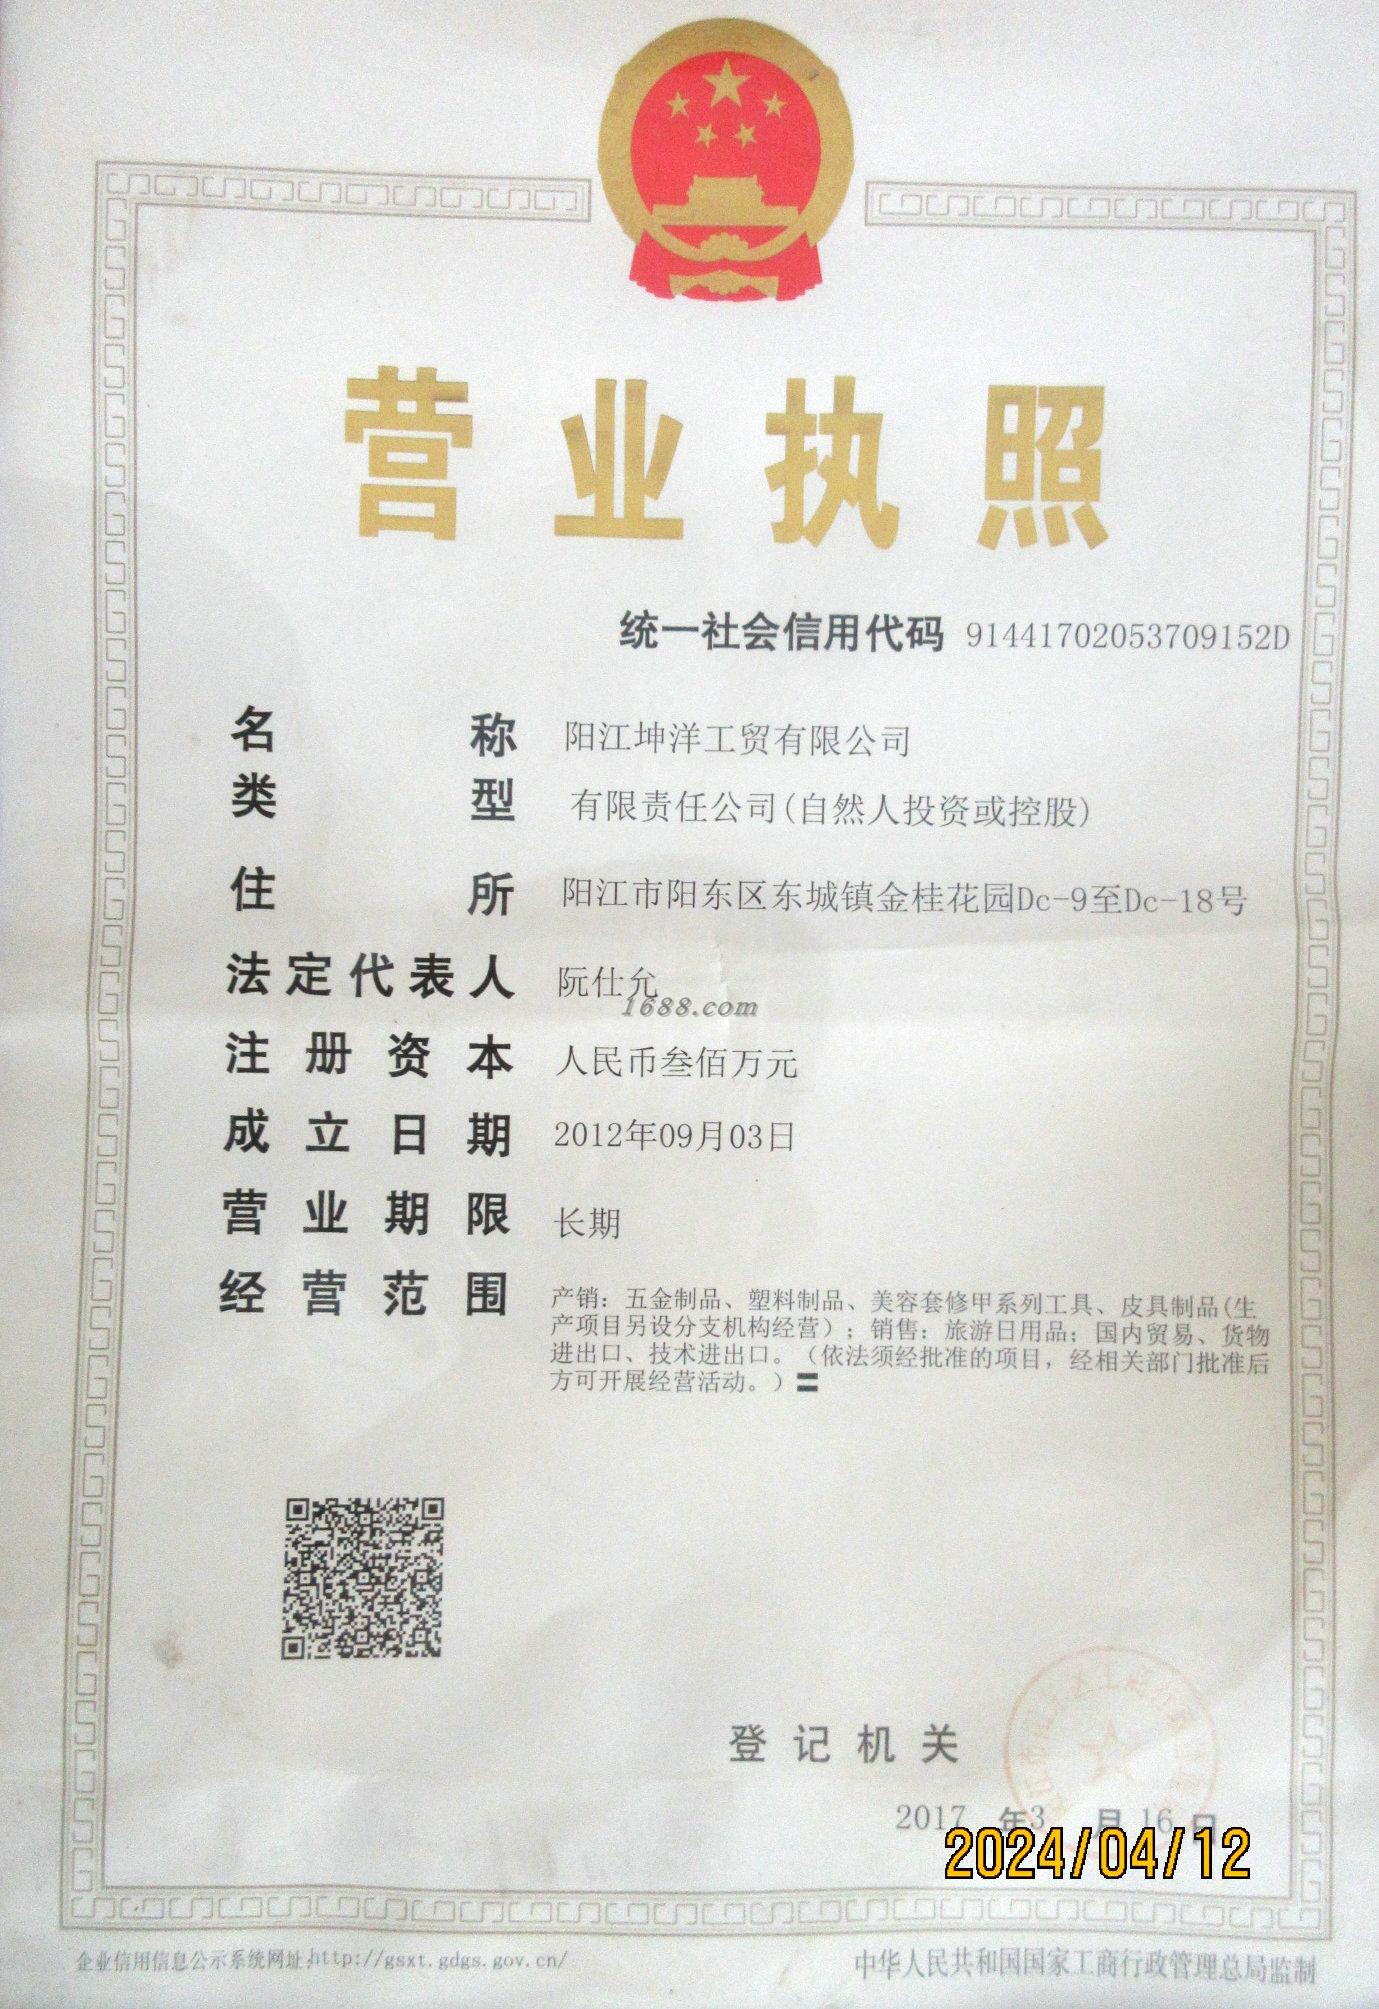 营业执照
统一社会信用代码 91441702053709152D
名称 阳江坤洋工贸有限公司
类型 有限责任公司(自然人投资或控股)
住所 阳江市阳东区东城镇金桂花园Dc-9至Dc-18号
法定代表人 阮仕允
1688.com
注册资本 人民币叁佰万元
成立日期 2012年09月03日
营业期限 长期
经营范围 产销：五金制品、塑料制品、美容套修甲系列工具、皮具制品(生
产项目另设分支机构经营）；销售：旅游日用品；国内贸易、货物
进出口、技术进出口。（依法须经批准的项目，经相关部门批准后
方可开展经营活动。）〓
登记机关
2017 年3 月16日
2024/04/12
企业信用信息公示系统网址:http://gsxt.gdgs.gov.cn/
中华人民共和国国家工商行政管理总局监制